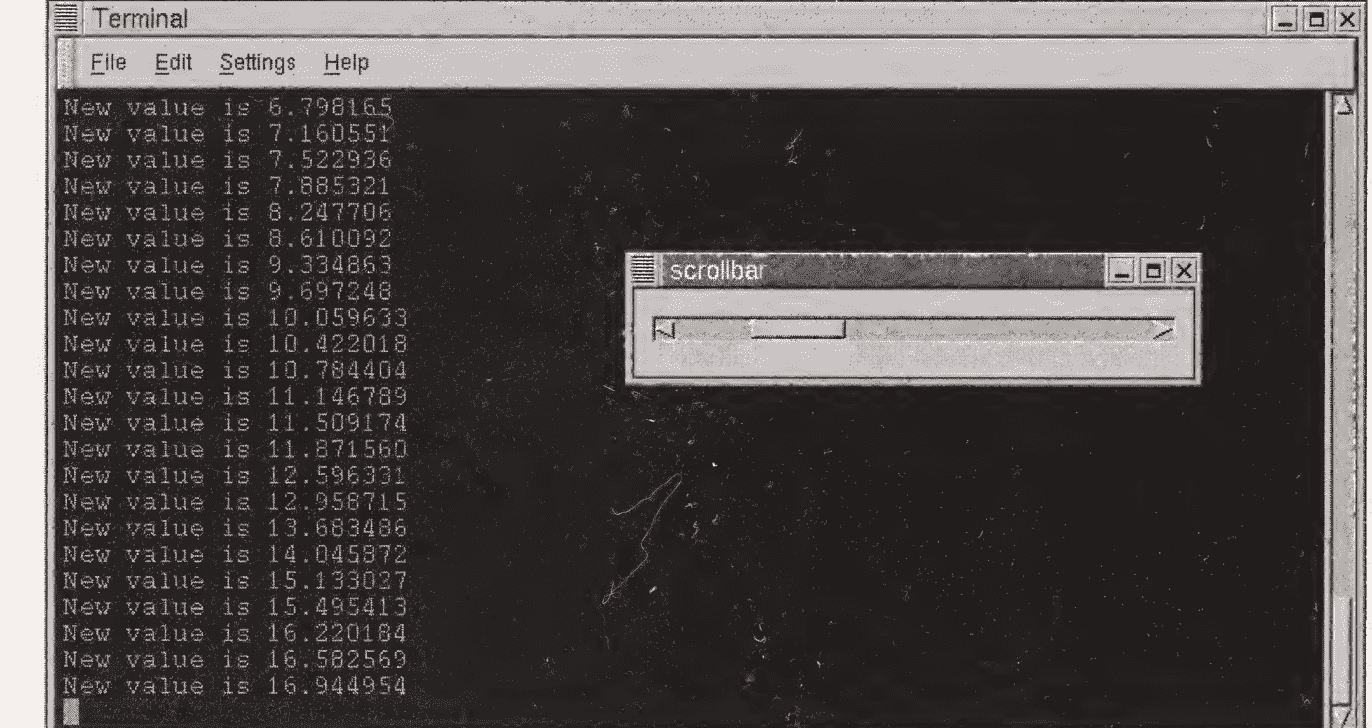 Terminal
File Edit Settings Help
New value is 6.798165
New value is 7.160551
New value is 7.522936
New value is 7.885321
New value is 8.247706
New value is 8.610092
New value is 9.334863
New value is 9.697248
New value is 10.059633
New value is 10.422018
New value is 10.784404
New value is 11.146789
New value is 11.509174
New value is 11.871560
New value is 12.596331
New value is 12.958715
New value is 13.683486
New value is 14.045872
New value is 15.133027
New value is 15.495413
New value is 16.220184
New value is 16.582569
New value is 16.944954
scrollbar